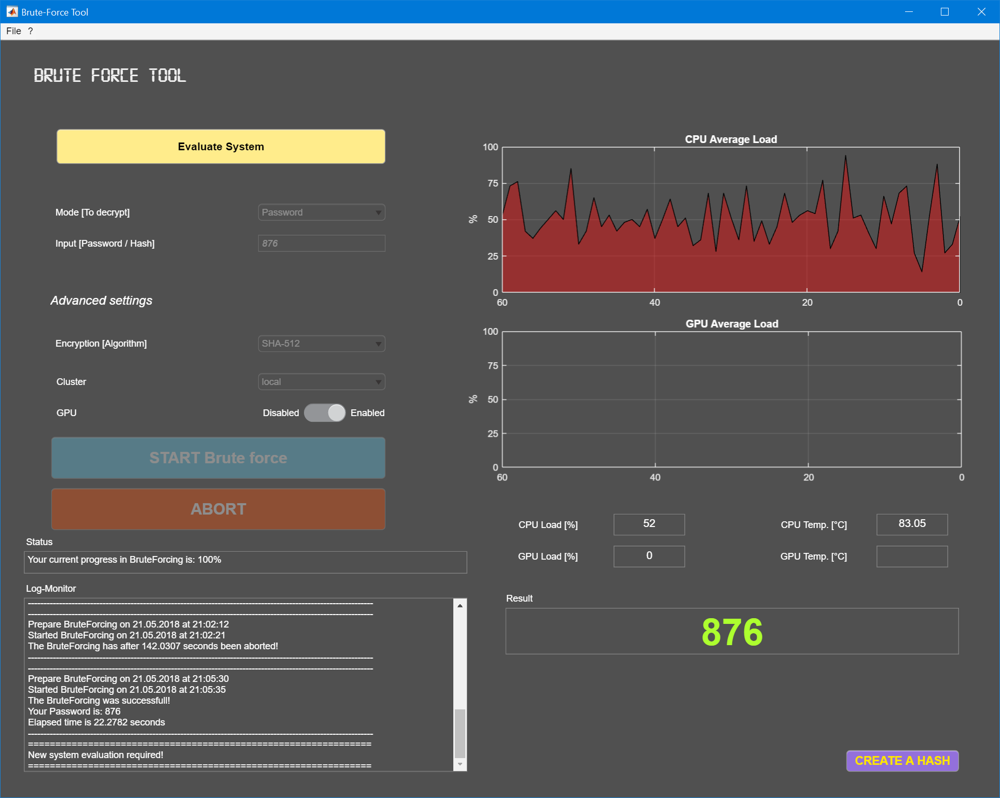 Brute-Force Tool
File ?
BRUTE FORCE TOOL
Evaluate System
Mode [To decrypt] Password
Input [Password / Hash] 876
Advanced settings
Encryption [Algorithm] SHA-512
Cluster local
GPU Disabled Enabled
START Brute force
ABORT
Status
Your current progress in BruteForcing is: 100%
Log-Monitor
Prepare BruteForcing on 21.05.2018 at 21:02:12
Started BruteForcing on 21.05.2018 at 21:02:21
The BruteForcing has after 142.0307 seconds been aborted!
Prepare BruteForcing on 21.05.2018 at 21:05:30
Started BruteForcing on 21.05.2018 at 21:05:35
The BruteForcing was successfull!
Your Password is: 876
Elapsed time is 22.2782 seconds
===============================================================
New system evaluation required!
===============================================================
CPU Average Load
100
75
50
25
0
%
60 40 20 0
GPU Average Load
100
75
50
25
0
%
60 40 20 0
CPU Load [%] 52 CPU Temp. [°C] 83.05
GPU Load [%] 0 GPU Temp. [°C]
Result
876
CREATE A HASH